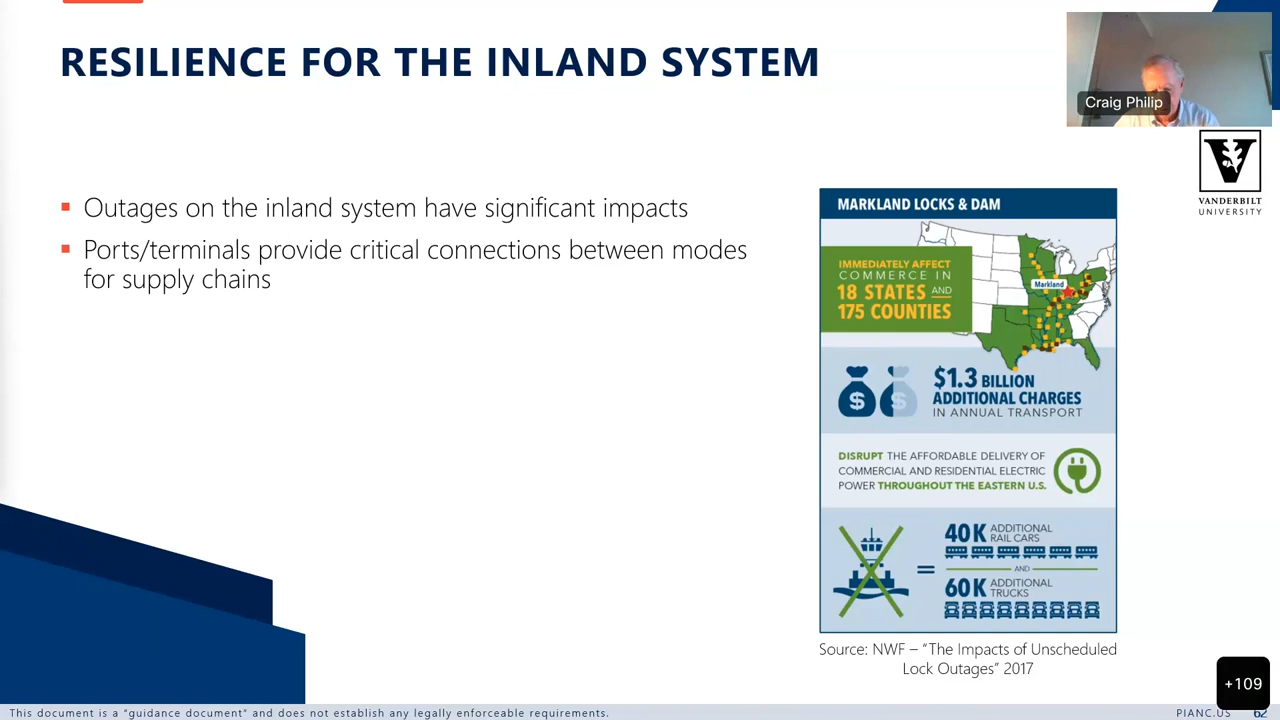 RESILIENCE FOR THE INLAND SYSTEM
Craig Philip
V
VANDERBILT
UNIVERSITY
Outages on the inland system have significant impacts
Ports/terminals provide critical connections between modes
for supply chains
MARKLAND LOCKS & DAM
IMMEDIATELY AFFECT
COMMERCE IN
18 STATES AND
175 COUNTIES
Markland
$1.3 BILLION
ADDITIONAL CHARGES
IN ANNUAL TRANSPORT
DISRUPT THE AFFORDABLE DELIVERY OF
COMMERCIAL AND RESIDENTIAL ELECTRIC
POWER THROUGHOUT THE EASTERN U.S.
40K ADDITIONAL
RAIL CARS
AND
60K ADDITIONAL
TRUCKS
Source: NWF – “The Impacts of Unscheduled
Lock Outages” 2017
+109
This document is a "guidance document" and does not establish any legally enforceable requirements.
PIANC.US 62